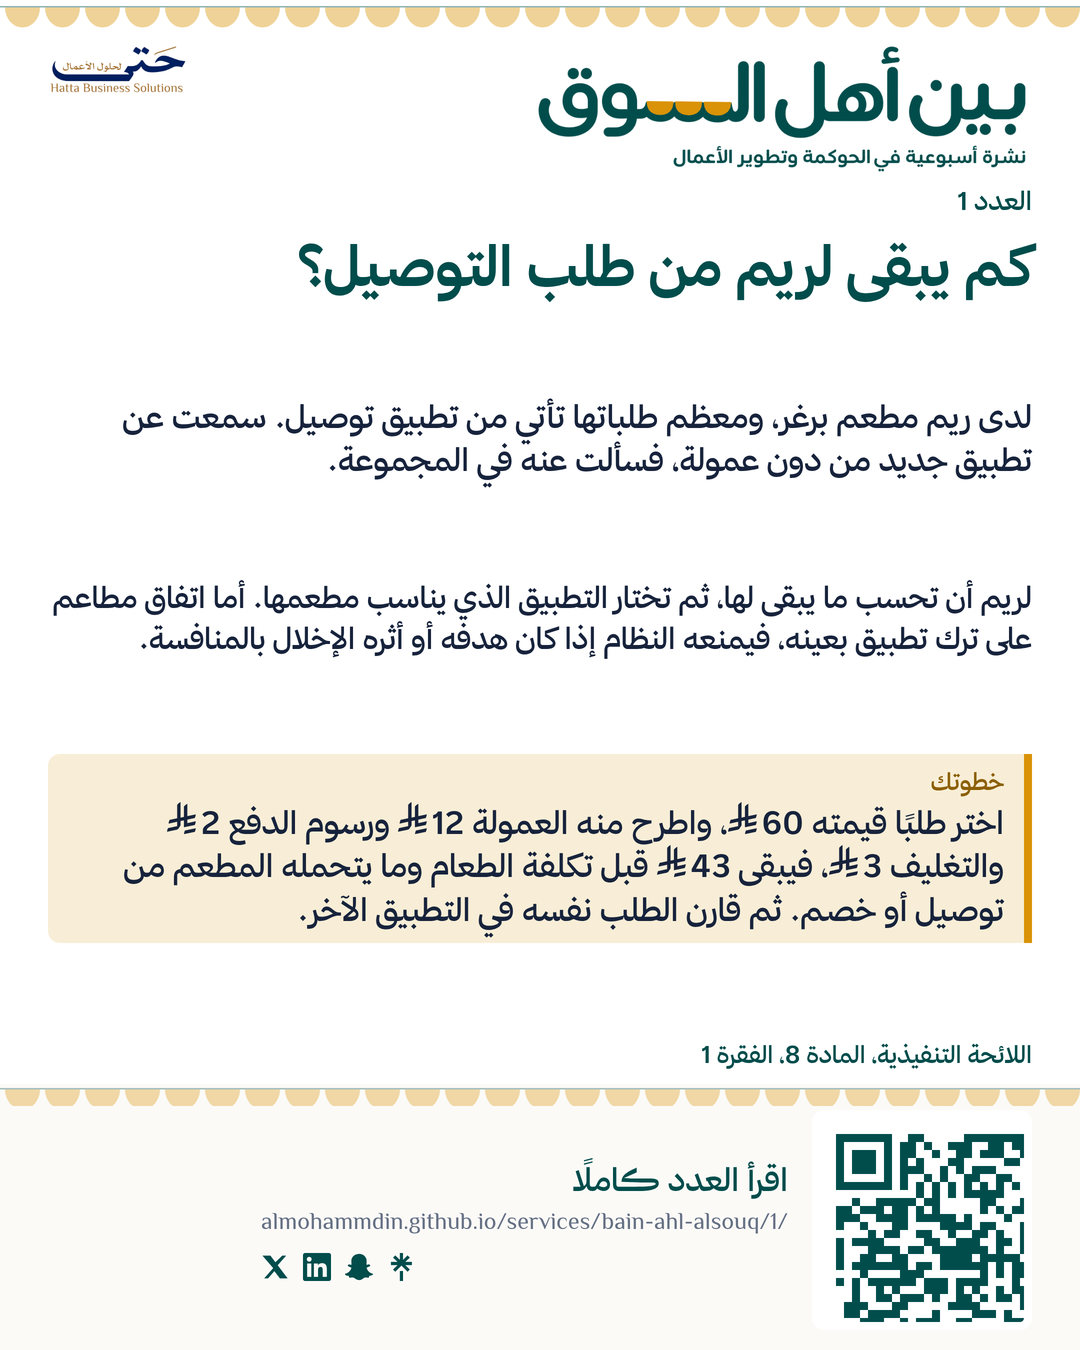 حتى
لحلول الأعمال
Hatta Business Solutions
بين أهل السوق
نشرة أسبوعية في الحوكمة وتطوير الأعمال
العدد 1
كم يبقى لريم من طلب التوصيل؟
لدى ريم مطعم برغر، ومعظم طلباتها تأتي من تطبيق توصيل. سمعت عن
تطبيق جديد من دون عمولة، فسألت عنه في المجموعة.
لريم أن تحسب ما يبقى لها، ثم تختار التطبيق الذي يناسب مطعمها. أما اتفاق مطاعم
على ترك تطبيق بعينه، فيمنعه النظام إذا كان هدفه أو أثره الإخلال بالمنافسة.
خطوتك
اختر طلبًا قيمته 60 ⃁، واطرح منه العمولة 12 ⃁ ورسوم الدفع 2 ⃁
والتغليف 3 ⃁، فيبقى 43 ⃁ قبل تكلفة الطعام وما يتحمله المطعم من
توصيل أو خصم. ثم قارن الطلب نفسه في التطبيق الآخر.
اللائحة التنفيذية، المادة 8، الفقرة 1
اقرأ العدد كاملًا
almohammdin.github.io/services/bain-ahl-alsouq/1/